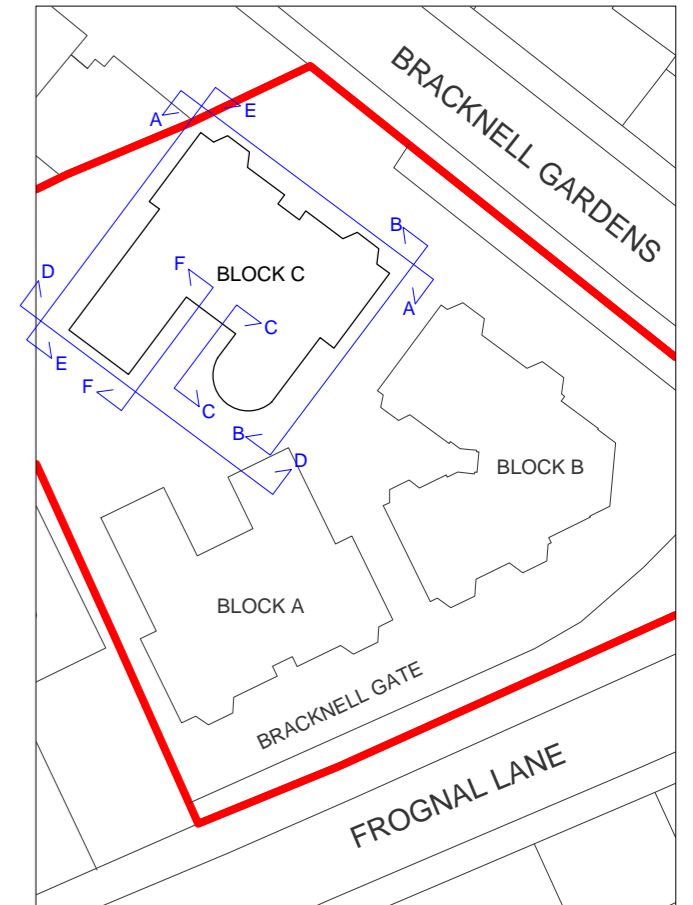 BRACKNELL GARDENS
A
E
B
D
F
BLOCK C
A
C
E
F
C
B
D
BLOCK B
BLOCK A
BRACKNELL GATE
FROGNAL LANE